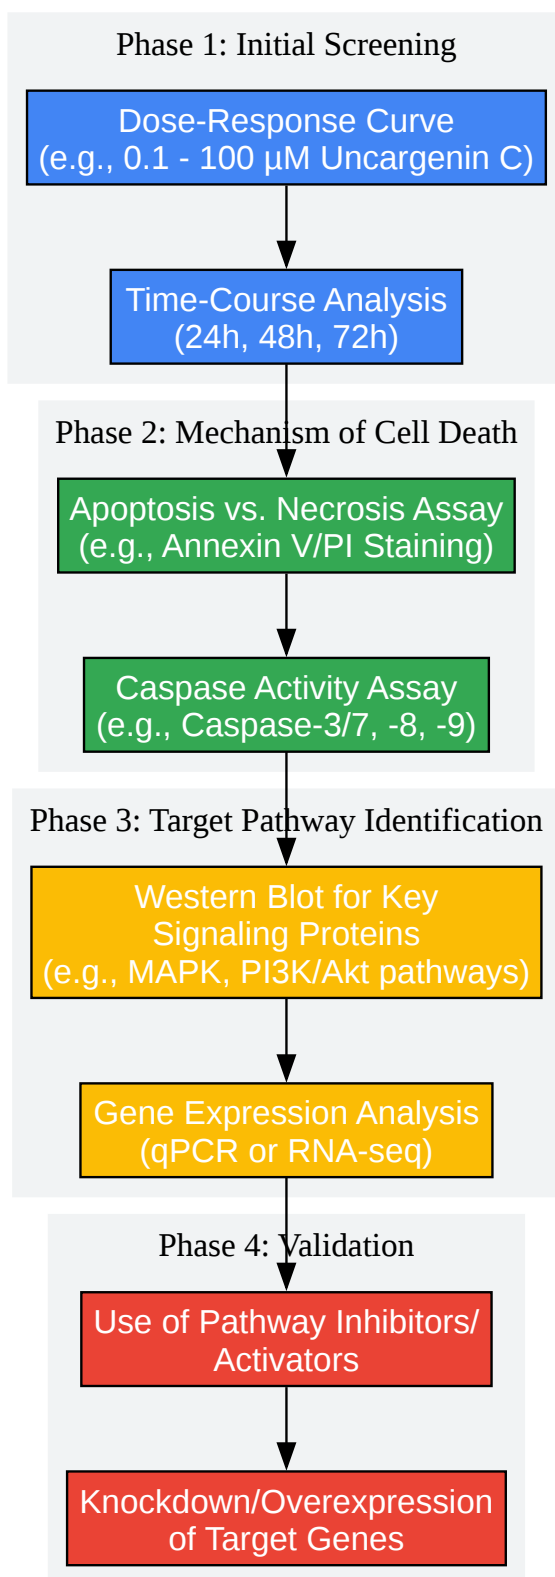 Phase 1: Initial Screening
Dose-Response Curve
(e.g., 0.1 - 100 µM Uncargenin C)
Time-Course Analysis
(24h, 48h, 72h)
Phase 2: Mechanism of Cell Death
Apoptosis vs. Necrosis Assay
(e.g., Annexin V/PI Staining)
Caspase Activity Assay
(e.g., Caspase-3/7, -8, -9)
Phase 3: Target Pathway Identification
Western Blot for Key
Signaling Proteins
(e.g., MAPK, PI3K/Akt pathways)
Gene Expression Analysis
(qPCR or RNA-seq)
Phase 4: Validation
Use of Pathway Inhibitors/
Activators
Knockdown/Overexpression
of Target Genes